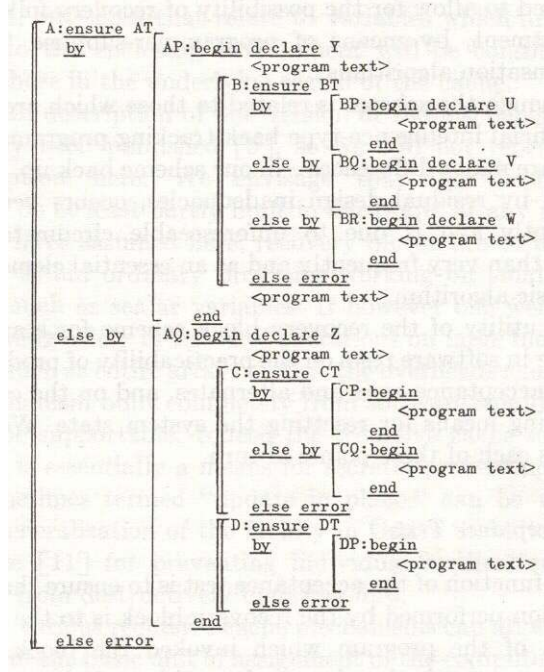 A:ensure AT
by AP:begin declare Y
<program text>
B:ensure BT
by BP:begin declare U
<program text>
end
else by BQ:begin declare V
<program text>
end
else by BR:begin declare W
<program text>
end
else error
<program text>
end
else by AQ:begin declare Z
<program text>
C:ensure CT
by CP:begin
<program text>
end
else by CQ:begin
<program text>
end
else error
D:ensure DT
by DP:begin
<program text>
end
else error
end
else error